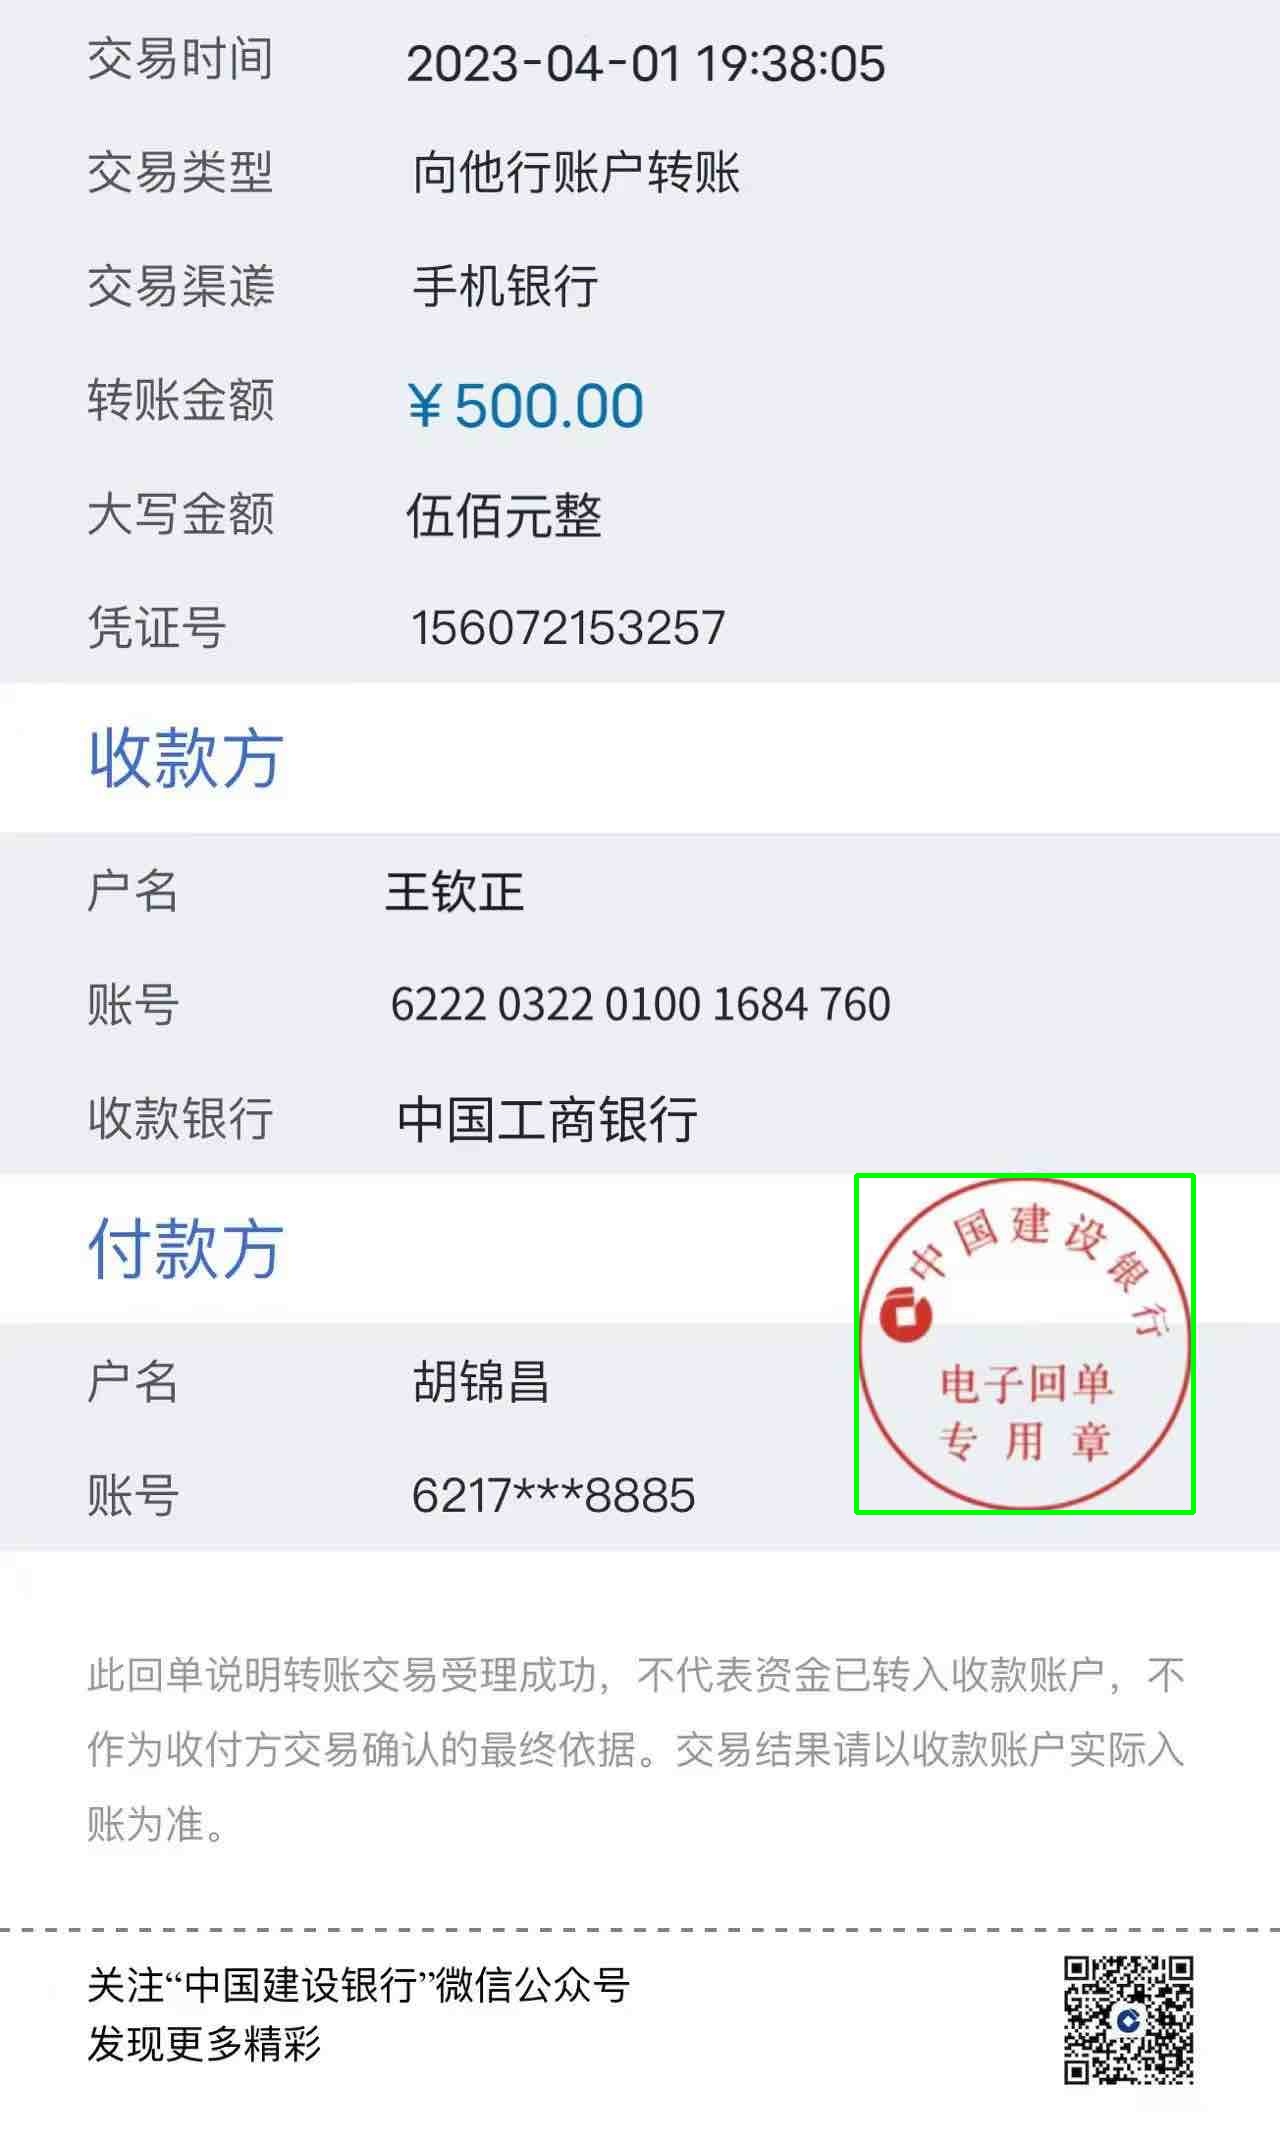 交易时间 2023-04-01 19:38:05
交易类型 向他行账户转账
交易渠道 手机银行
转账金额 ¥500.00
大写金额 伍佰元整
凭证号 156072153257
收款方
户名 王钦正
账号 6222 0322 0100 1684 760
收款银行 中国工商银行
付款方
中国建设银行
电子回单
专用章
户名 胡锦昌
账号 6217***8885
此回单说明转账交易受理成功，不代表资金已转入收款账户，不
作为收付方交易确认的最终依据。交易结果请以收款账户实际入
账为准。
关注“中国建设银行”微信公众号
发现更多精彩